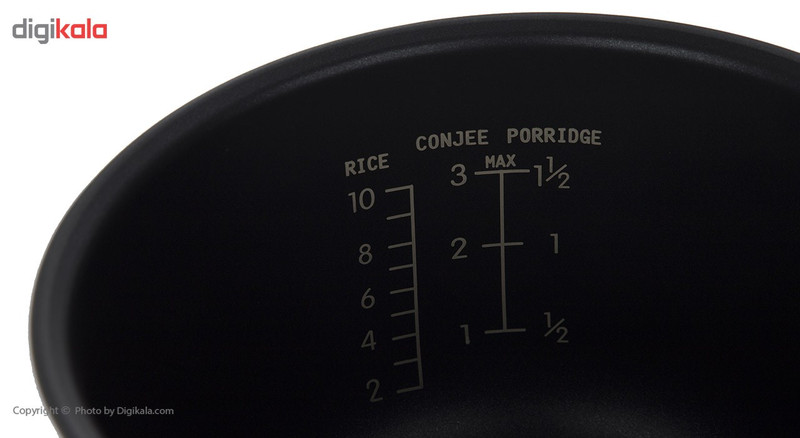 digikala
CONJEE PORRIDGE
RICE
MAX
3 1½
10
2 1
8
6
1 ½
4
2
Copyright © Photo by Digikala.com